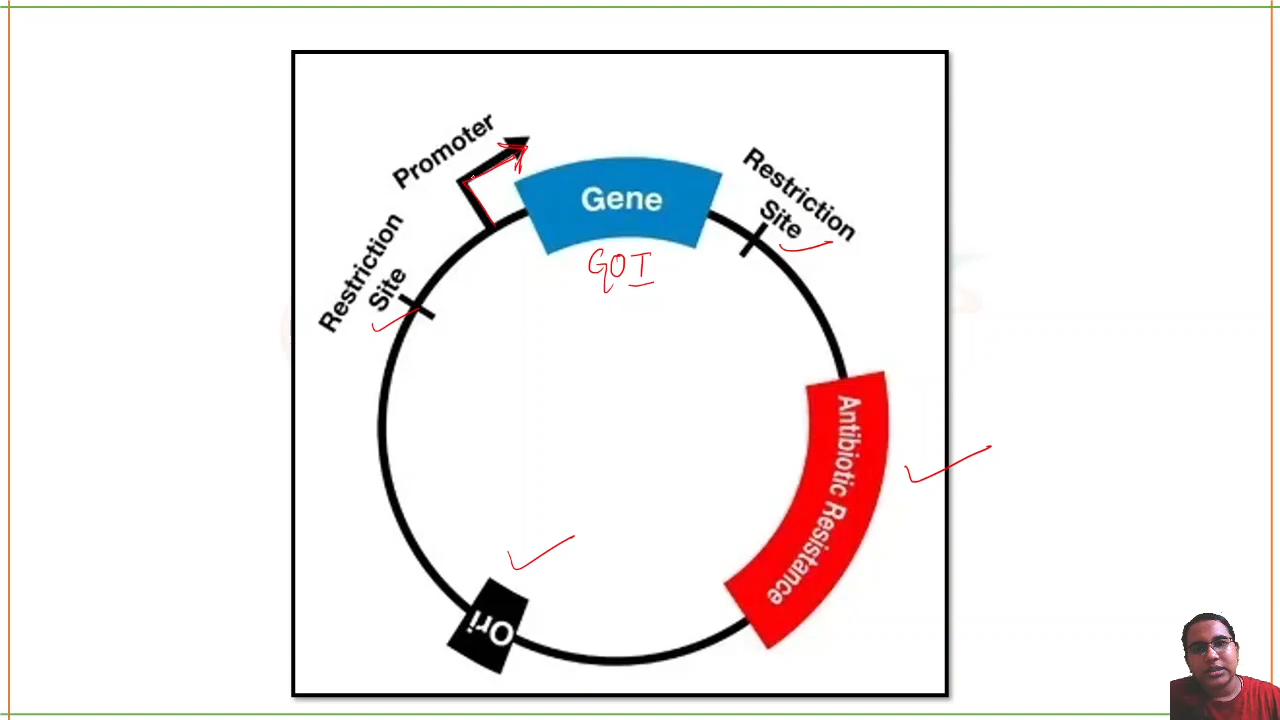 Promoter
Gene
Restriction
Site
Restriction
Site
GOI
Antibiotic Resistance
Ori